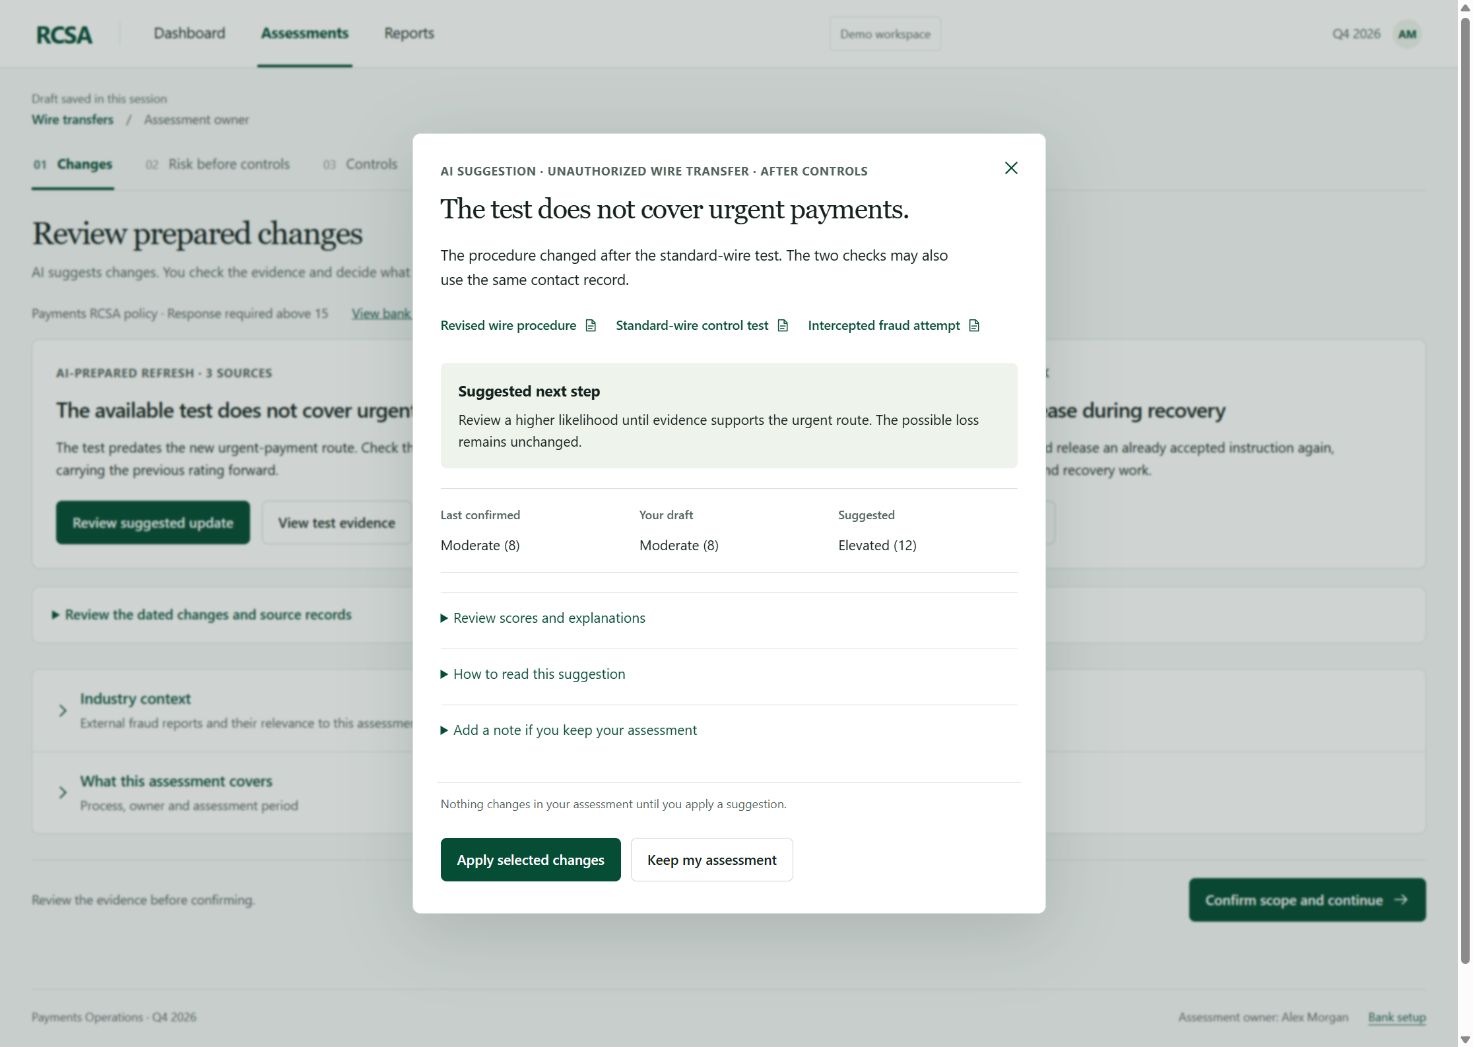 RCSA
Dashboard
Assessments
Reports
Demo workspace
Q4 2026
AM
Draft saved in this session
Wire transfers / Assessment owner
01 Changes
02 Risk before controls
03 Controls
Review prepared changes
AI suggests changes. You check the evidence and decide what
Payments RCSA policy · Response required above 15
View bank
AI-PREPARED REFRESH · 3 SOURCES
The available test does not cover urgent
The test predates the new urgent-payment route. Check th
carrying the previous rating forward.
Review suggested update
View test evidence
ase during recovery
d release an already accepted instruction again,
nd recovery work.
▶ Review the dated changes and source records
Industry context
External fraud reports and their relevance to this assessme
What this assessment covers
Process, owner and assessment period
Review the evidence before confirming.
Confirm scope and continue →
Payments Operations · Q4 2026
Assessment owner: Alex Morgan
Bank setup
AI SUGGESTION · UNAUTHORIZED WIRE TRANSFER · AFTER CONTROLS
The test does not cover urgent payments.
The procedure changed after the standard-wire test. The two checks may also
use the same contact record.
Revised wire procedure
Standard-wire control test
Intercepted fraud attempt
Suggested next step
Review a higher likelihood until evidence supports the urgent route. The possible loss
remains unchanged.
Last confirmed
Your draft
Suggested
Moderate (8)
Moderate (8)
Elevated (12)
▶ Review scores and explanations
▶ How to read this suggestion
▶ Add a note if you keep your assessment
Nothing changes in your assessment until you apply a suggestion.
Apply selected changes
Keep my assessment